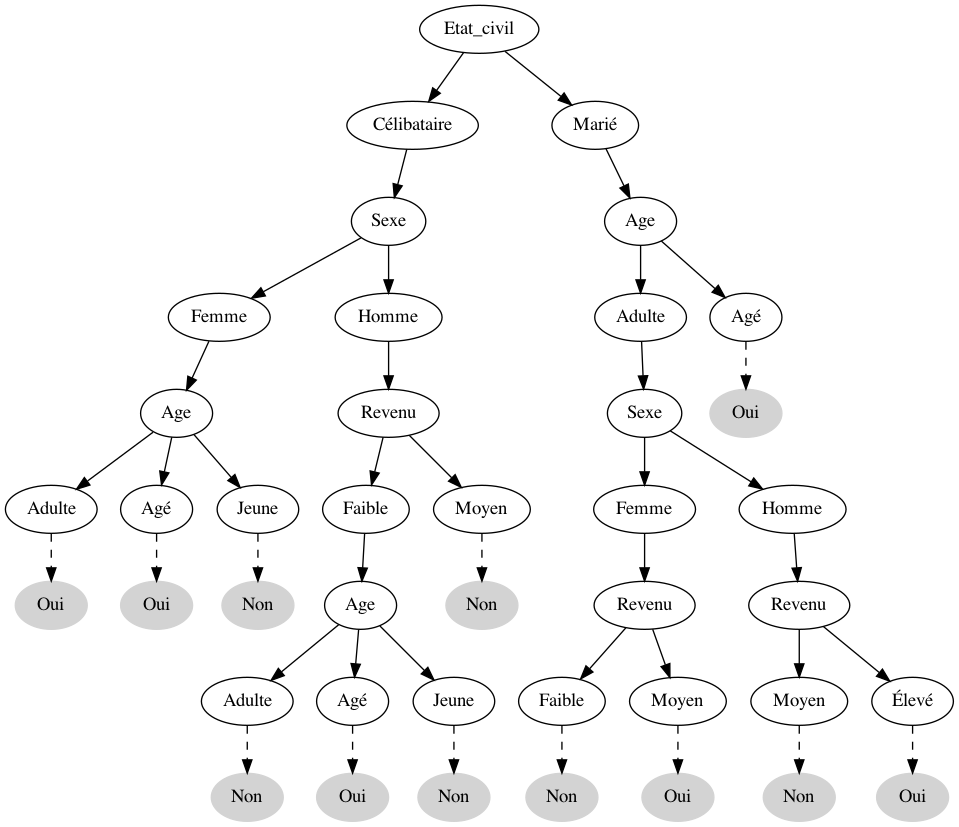 Etat_civil
Célibataire
Marié
Sexe
Age
Femme
Homme
Adulte
Agé
Age
Revenu
Sexe
Oui
Adulte
Agé
Jeune
Faible
Moyen
Femme
Homme
Oui
Oui
Non
Age
Non
Revenu
Revenu
Adulte
Agé
Jeune
Faible
Moyen
Moyen
Élevé
Non
Oui
Non
Non
Oui
Non
Oui